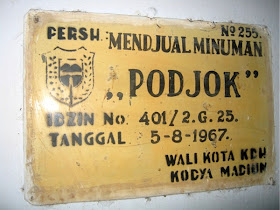 No 255.
PERSH. MENDJUAL MINUMAN
„PODJOK"
IDZIN No. 401/2.G.25.
TANGGAL 5-8-1967.
WALI KOTA KDH
KODYA MADIUN